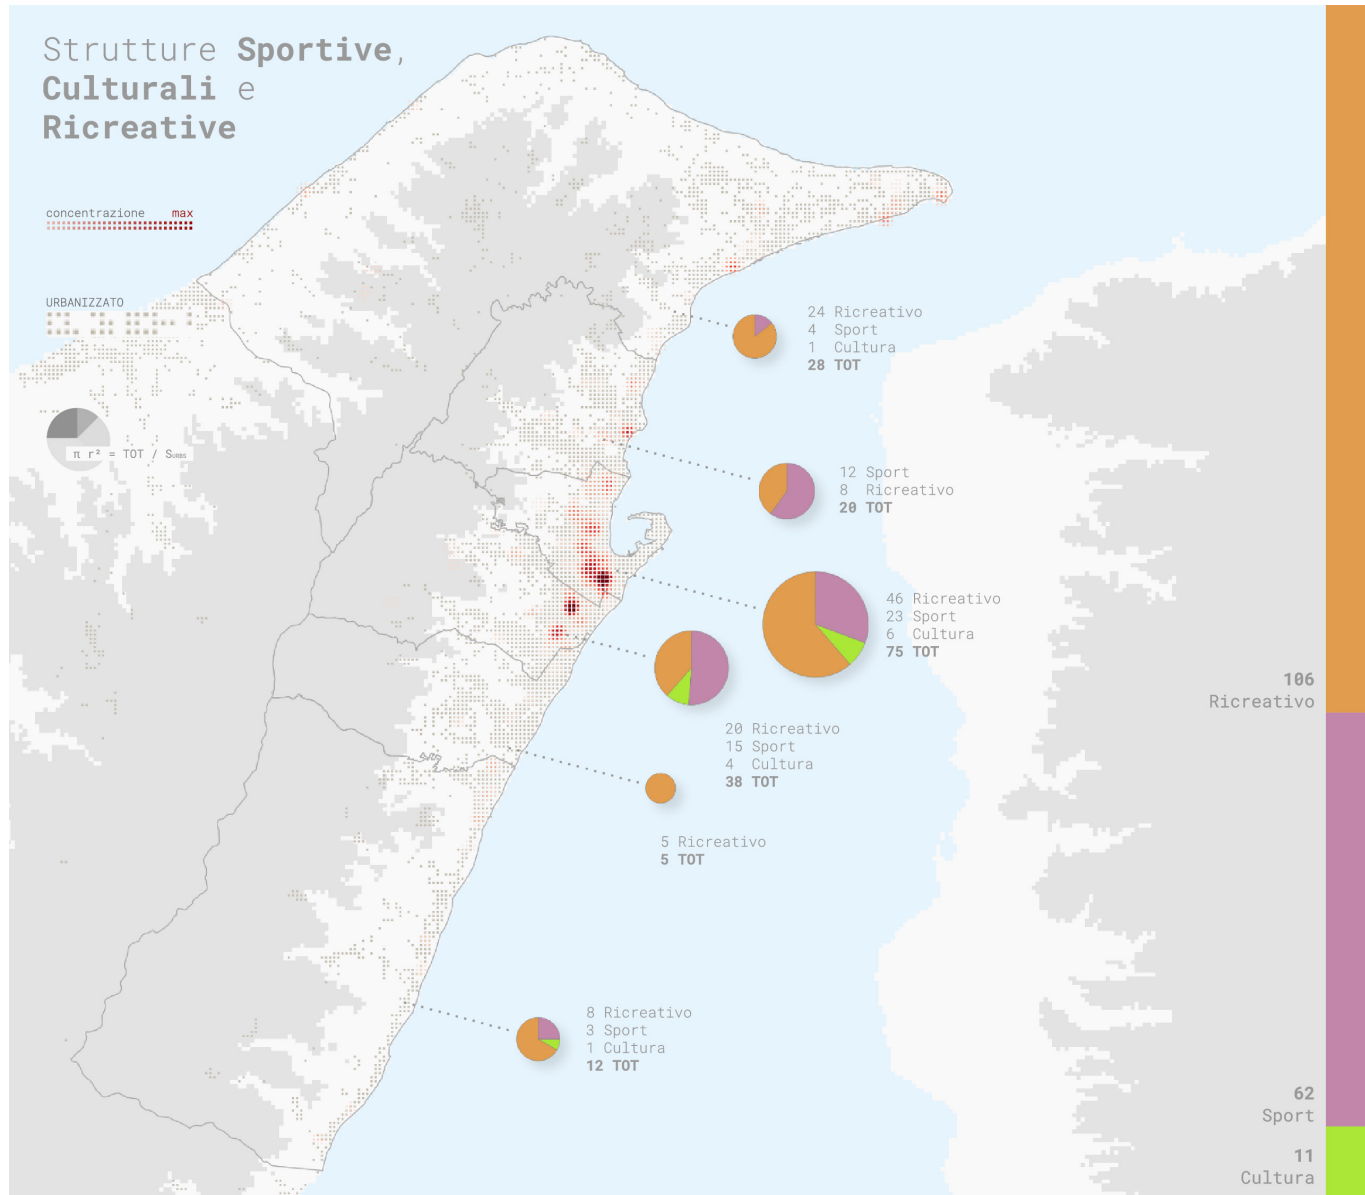 Strutture Sportive,
Culturali e
Ricreative
concentrazione max
URBANIZZATO
π r² = TOT / SURBS
24 Ricreativo
4 Sport
1 Cultura
28 TOT
12 Sport
8 Ricreativo
20 TOT
46 Ricreativo
23 Sport
6 Cultura
75 TOT
20 Ricreativo
15 Sport
4 Cultura
38 TOT
5 Ricreativo
5 TOT
8 Ricreativo
3 Sport
1 Cultura
12 TOT
106
Ricreativo
62
Sport
11
Cultura